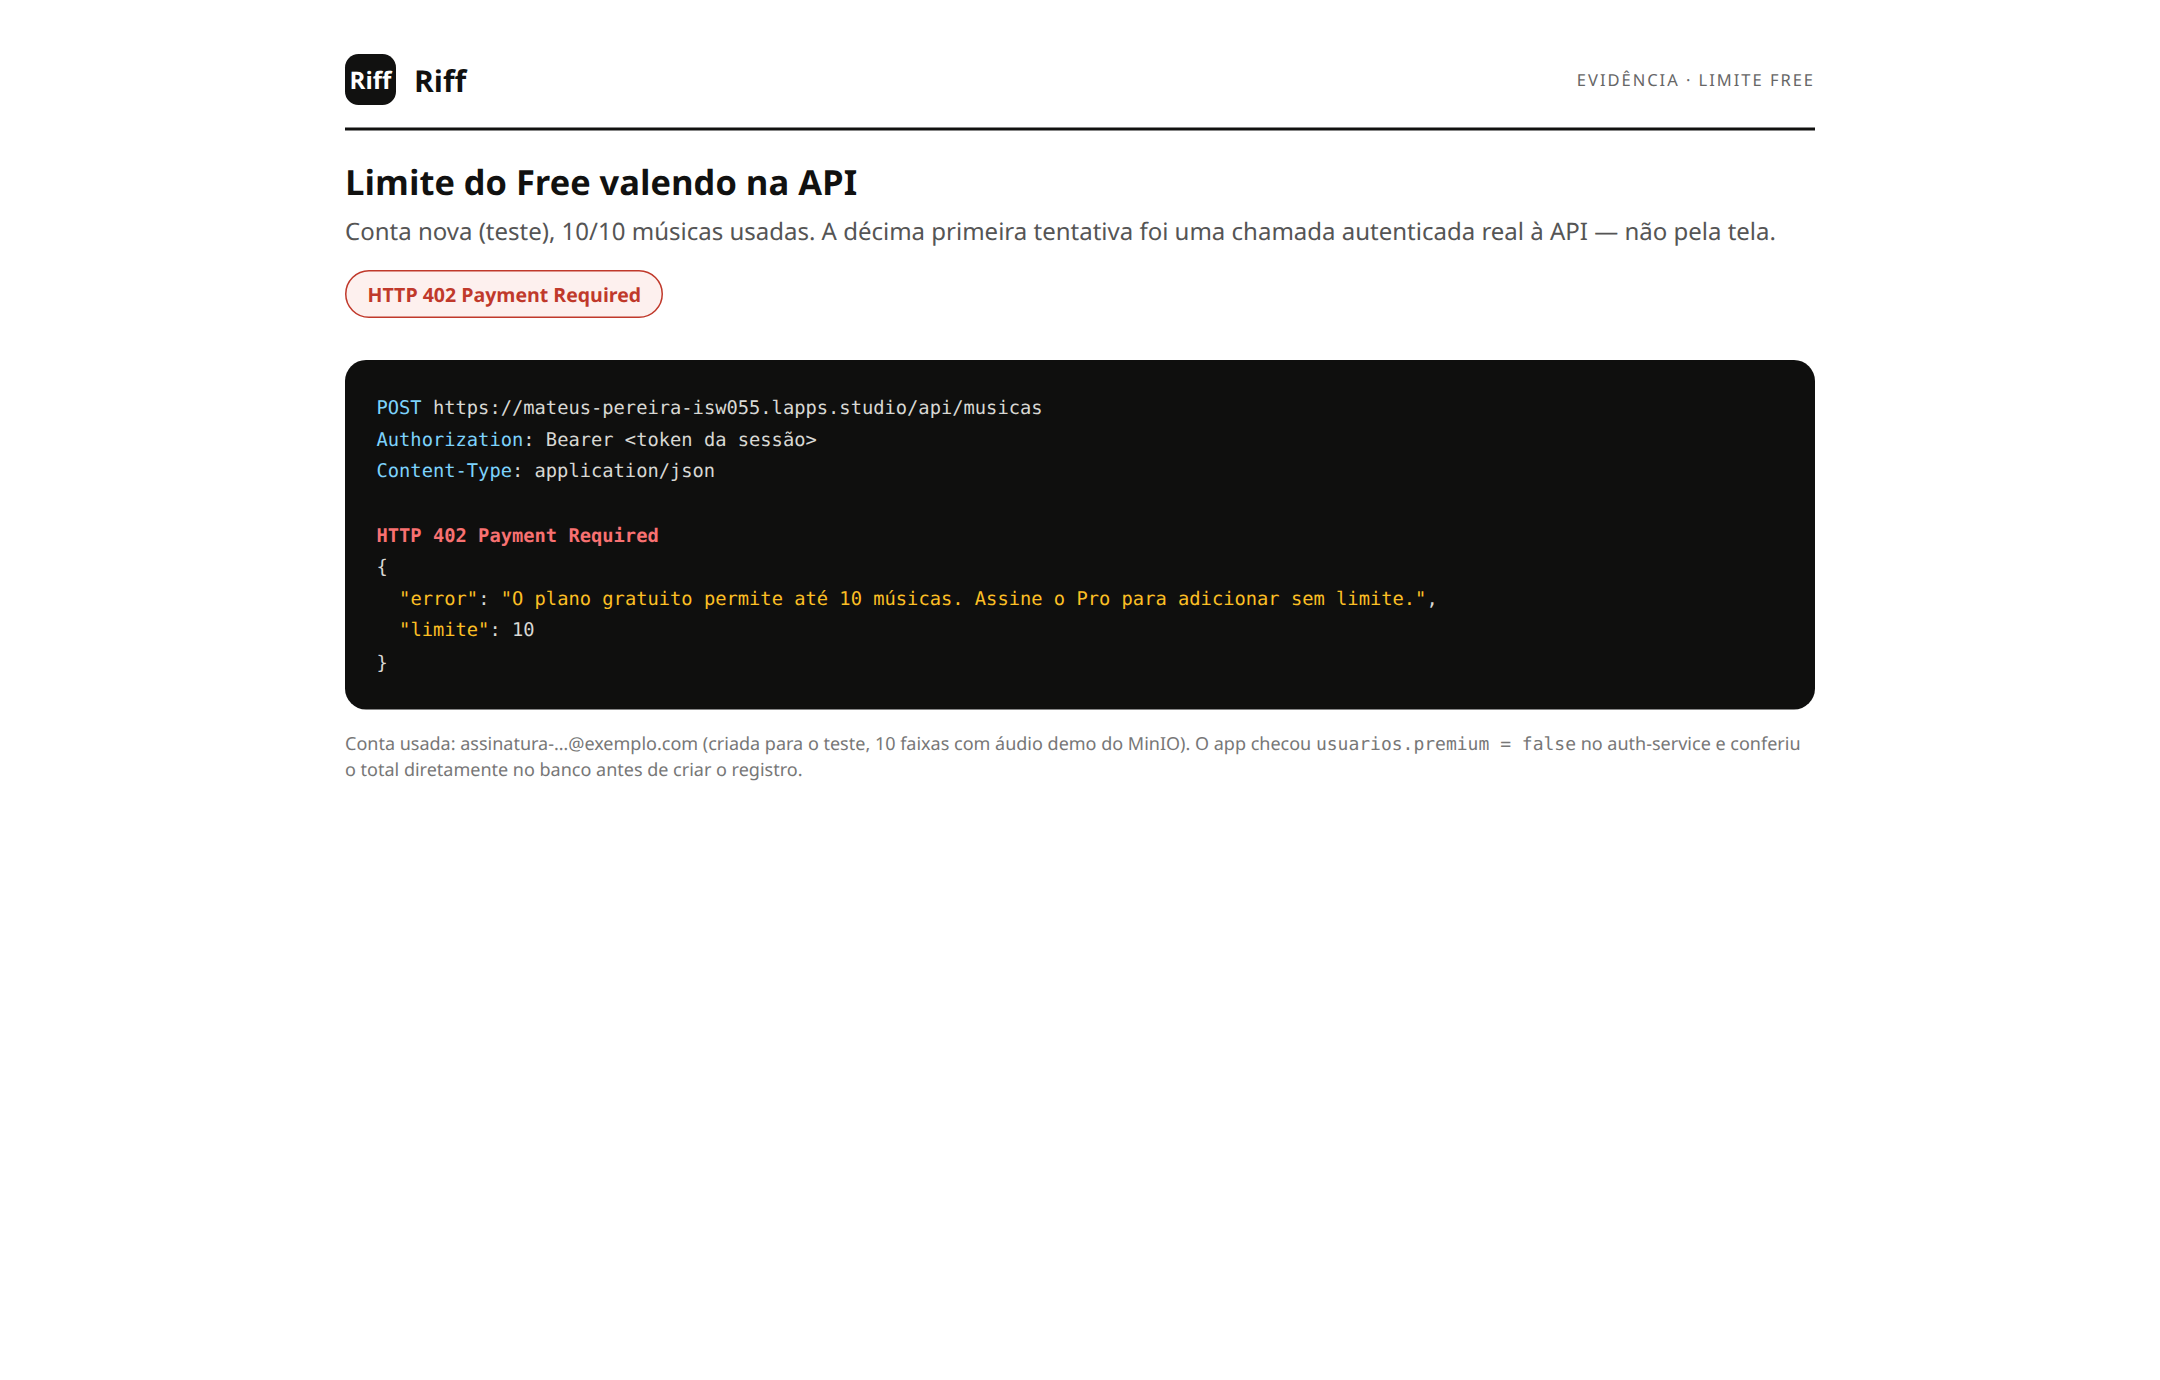 Riff Riff
EVIDÊNCIA · LIMITE FREE
Limite do Free valendo na API
Conta nova (teste), 10/10 músicas usadas. A décima primeira tentativa foi uma chamada autenticada real à API — não pela tela.
HTTP 402 Payment Required
POST https://mateus-pereira-isw055.lapps.studio/api/musicas
Authorization: Bearer <token da sessão>
Content-Type: application/json
HTTP 402 Payment Required
{
  "error": "O plano gratuito permite até 10 músicas. Assine o Pro para adicionar sem limite.",
  "limite": 10
}
Conta usada: assinatura-...@exemplo.com (criada para o teste, 10 faixas com áudio demo do MinIO). O app checou usuarios.premium = false no auth-service e conferiu
o total diretamente no banco antes de criar o registro.